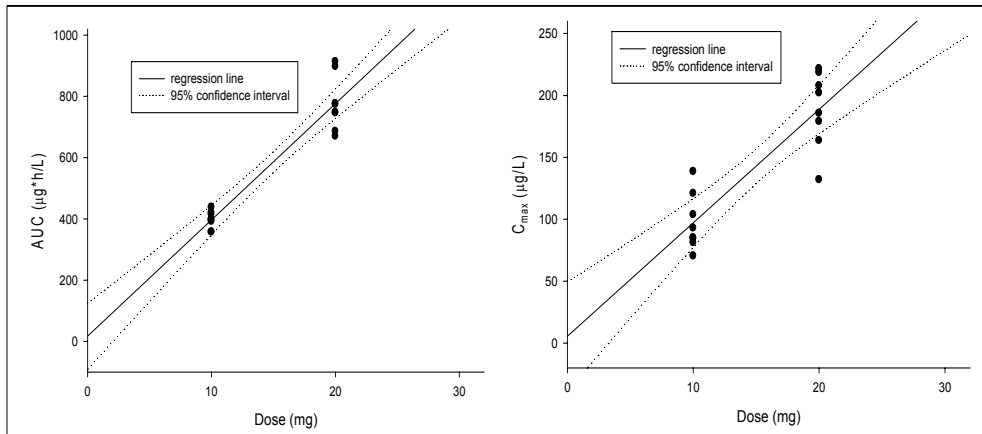 1000
800
600
400
200
0
AUC (µg*h/L)
regression line
95% confidence interval
0
10
20
30
Dose (mg)
250
200
150
100
50
0
C_max (µg/L)
regression line
95% confidence interval
0
10
20
30
Dose (mg)